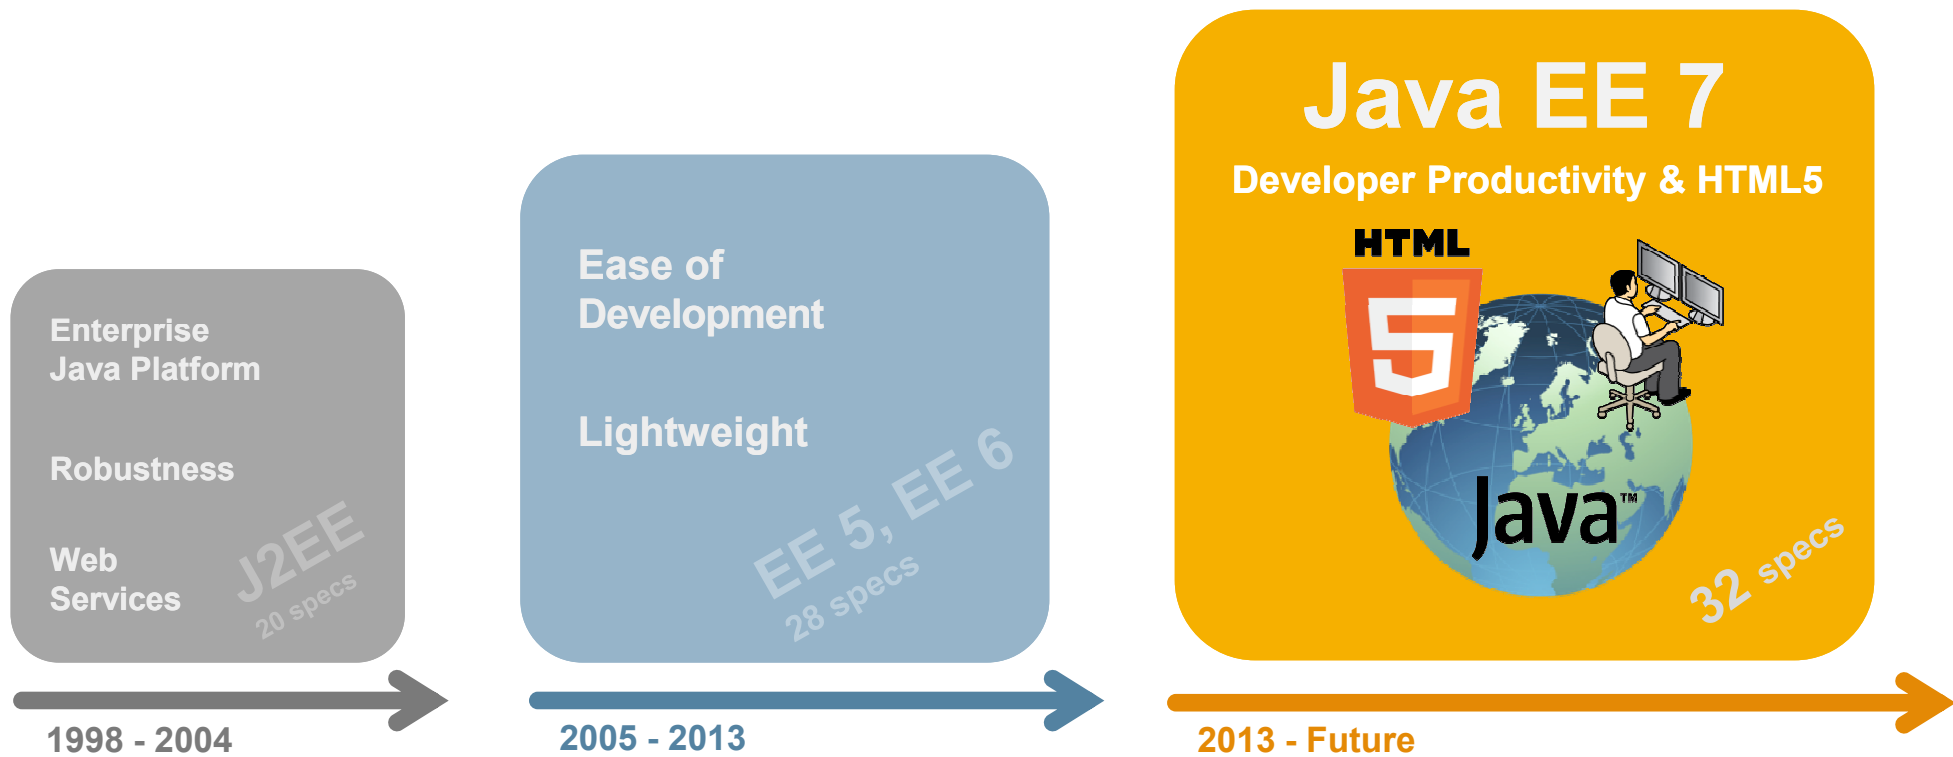 Enterprise
Java Platform
Robustness
Web
Services
J2EE
20 specs
1998 - 2004
Ease of
Development
Lightweight
EE 5, EE 6
28 specs
2005 - 2013
Java EE 7
Developer Productivity & HTML5
HTML
5
Java™
32 specs
2013 - Future